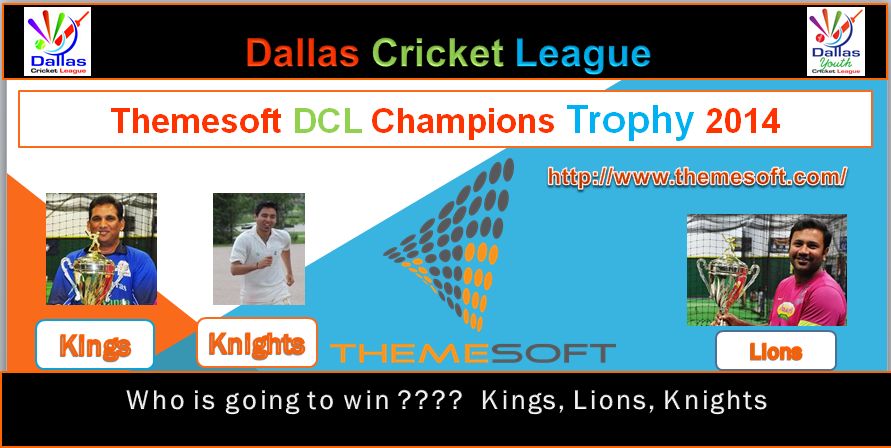 Dallas
Cricket League
Dallas Cricket League
Dallas
Youth
Cricket League
Themesoft DCL Champions Trophy 2014
http://www.themesoft.com/
Kings
Knights
Lions
THEMESOFT
Who is going to win ???? Kings, Lions, Knights